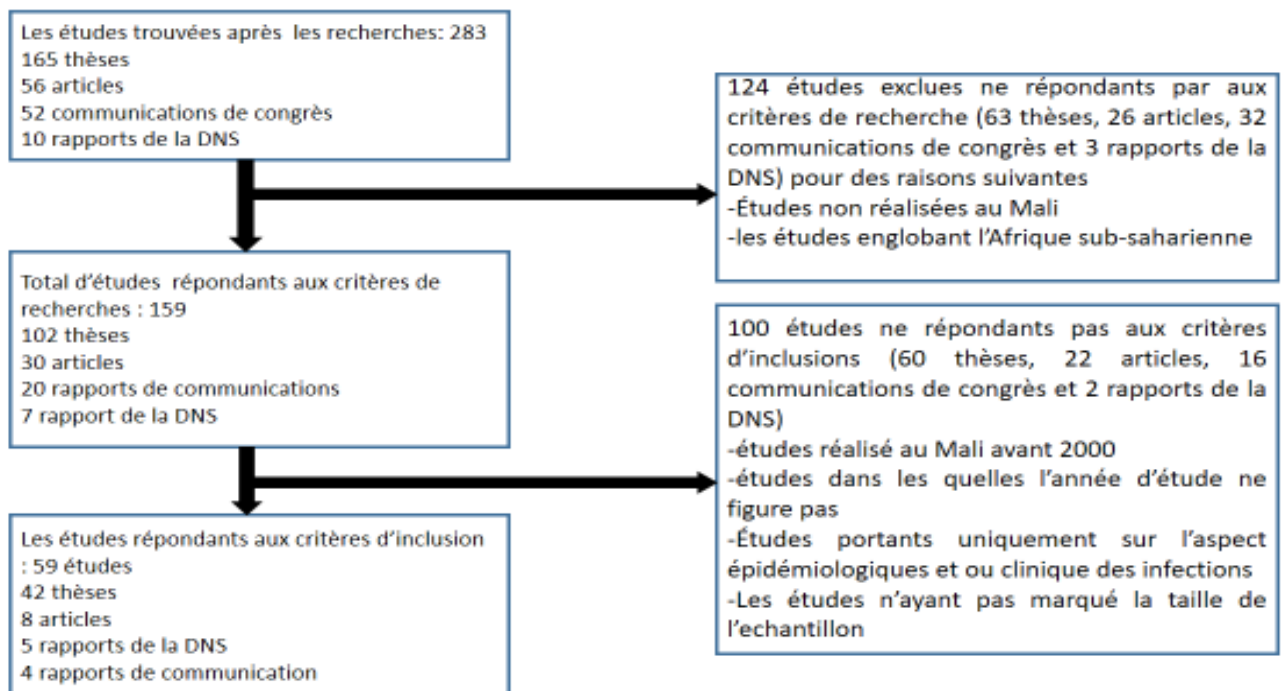 Les études trouvées après les recherches: 283
165 thèses
56 articles
52 communications de congrès
10 rapports de la DNS
124 études exclues ne répondants par aux
critères de recherche (63 thèses, 26 articles, 32
communications de congrès et 3 rapports de la
DNS) pour des raisons suivantes
-Études non réalisées au Mali
-les études englobant l’Afrique sub-saharienne
Total d’études répondants aux critères de
recherches : 159
102 thèses
30 articles
20 rapports de communications
7 rapport de la DNS
100 études ne répondants pas aux critères
d’inclusions (60 thèses, 22 articles, 16
communications de congrès et 2 rapports de la
DNS)
-études réalisé au Mali avant 2000
-études dans les quelles l’année d’étude ne
figure pas
-Études portants uniquement sur l’aspect
épidémiologiques et ou clinique des infections
-Les études n’ayant pas marqué la taille de
l’echantillon
Les études répondants aux critères d’inclusion
: 59 études
42 thèses
8 articles
5 rapports de la DNS
4 rapports de communication